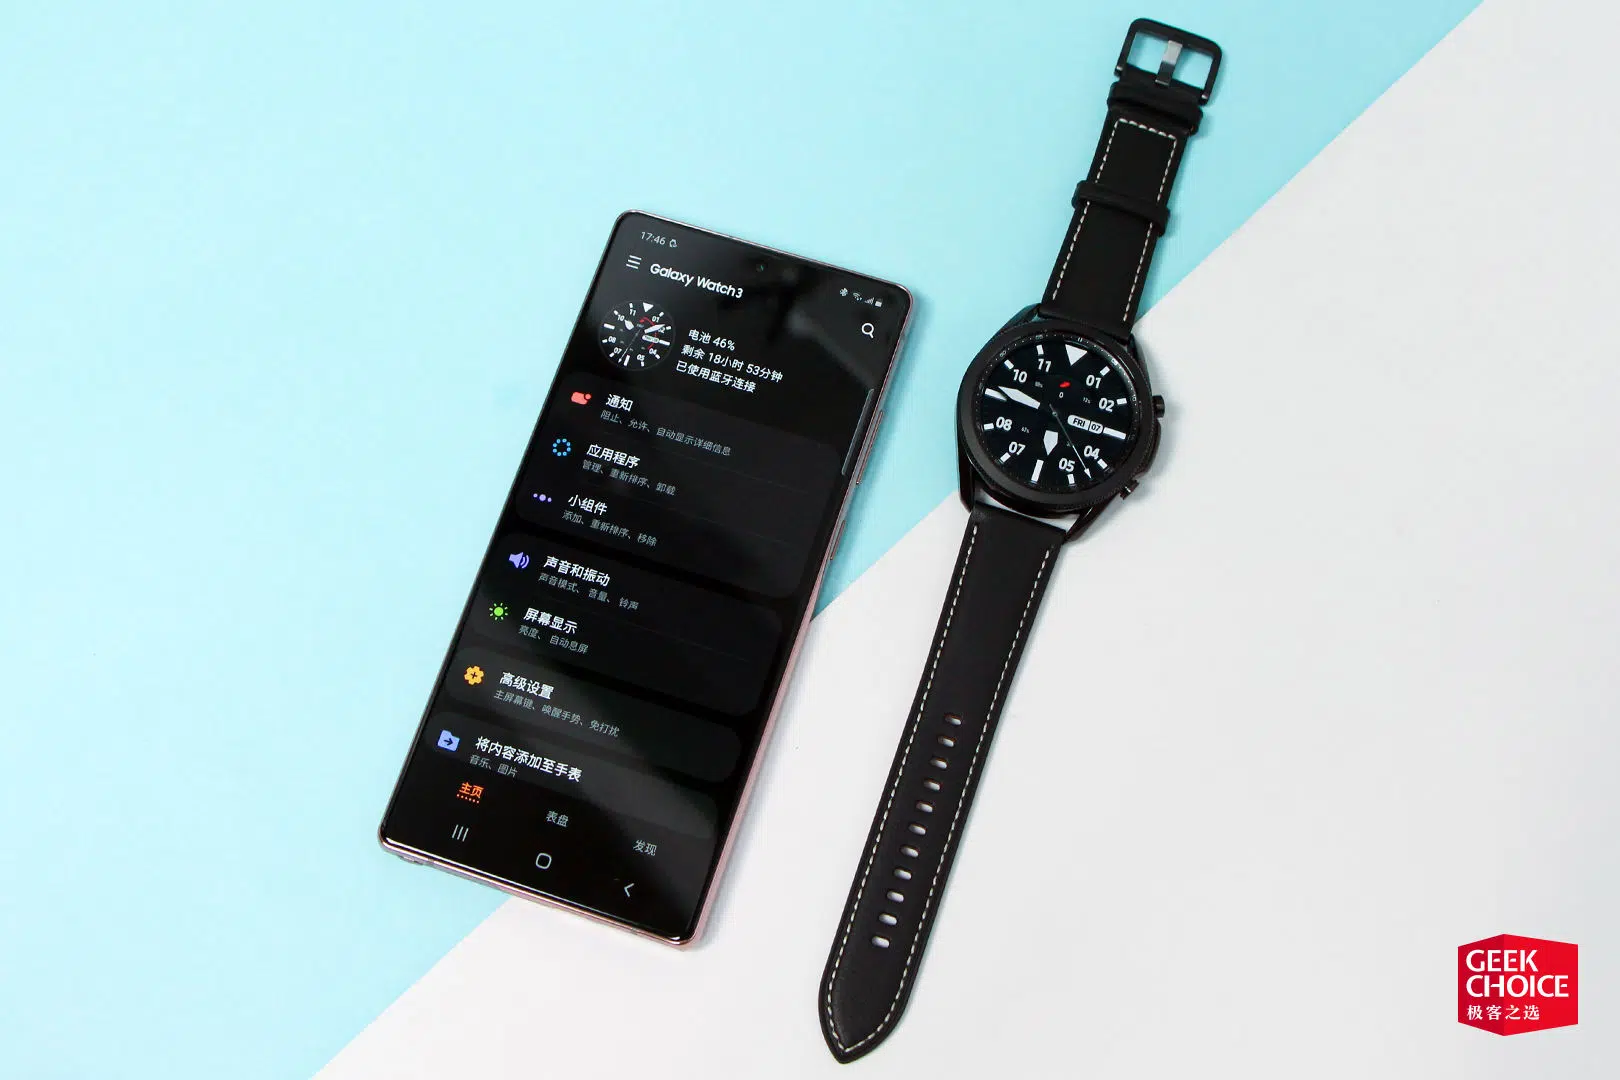 17:46
Galaxy Watch3
电池 46%
剩余 18小时 53分钟
已使用蓝牙连接
通知
阻止、允许、自动显示详细信息
应用程序
管理、重新排序、卸载
小组件
添加、重新排序、移除
声音和振动
声音模式、音量、铃声
屏幕显示
亮度、自动息屏
高级设置
主屏幕键、唤醒手势、免打扰
将内容添加至手表
音乐、图片
主页
表盘
发现
11
01
10
02
FRI 07
08
04
07
05
GEEK
CHOICE
极客之选